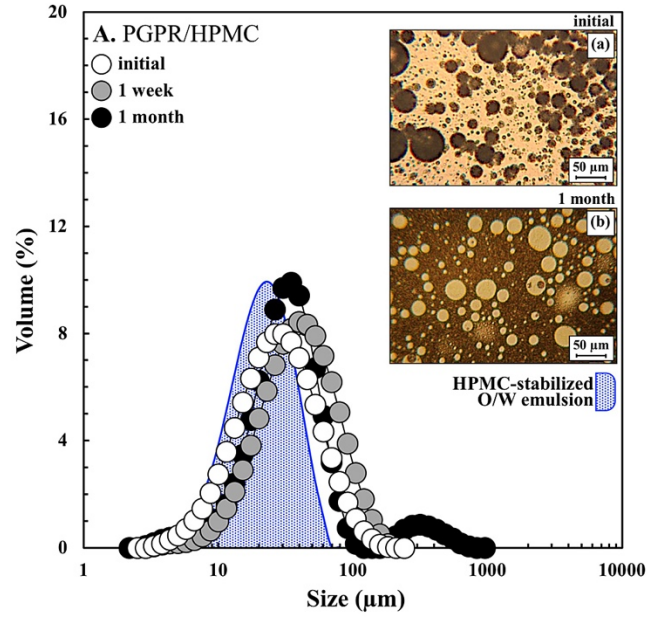 A. PGPR/HPMC
initial
1 week
1 month
initial
(a)
50 µm
1 month
(b)
50 µm
HPMC-stabilized
O/W emulsion
20
16
12
8
4
0
Volume (%)
1
10
100
1000
10000
Size (µm)